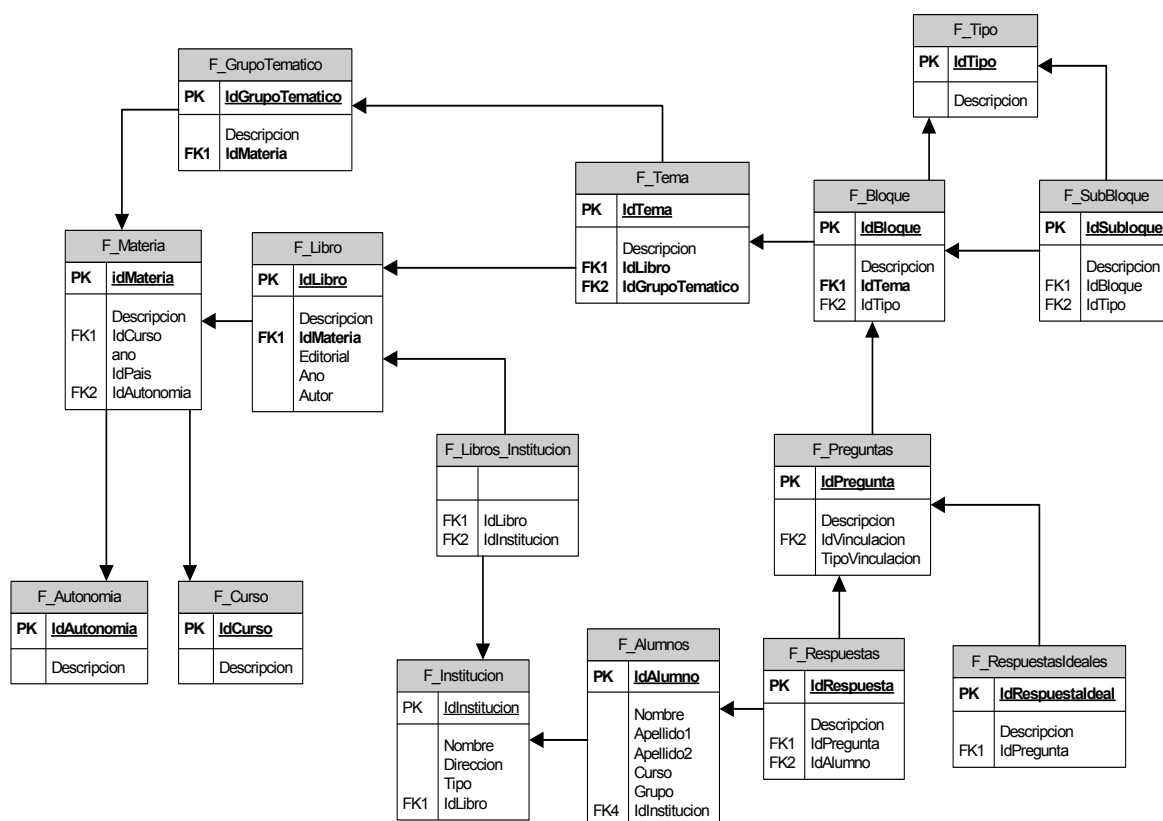 F_Tipo
PK IdTipo
Descripcion
F_GrupoTematico
PK IdGrupoTematico
Descripcion
FK1 IdMateria
F_Tema
PK IdTema
Descripcion
FK1 IdLibro
FK2 IdGrupoTematico
F_Bloque
PK IdBloque
Descripcion
FK1 IdTema
FK2 IdTipo
F_SubBloque
PK IdSubloque
Descripcion
FK1 IdBloque
FK2 IdTipo
F_Materia
PK idMateria
Descripcion
FK1 IdCurso
ano
IdPais
FK2 IdAutonomia
F_Libro
PK IdLibro
Descripcion
FK1 IdMateria
Editorial
Ano
Autor
F_Libros_Institucion
FK1 IdLibro
FK2 IdInstitucion
F_Preguntas
PK IdPregunta
Descripcion
FK2 IdVinculacion
TipoVinculacion
F_Autonomia
PK IdAutonomia
Descripcion
F_Curso
PK IdCurso
Descripcion
F_Institucion
PK IdInstitucion
Nombre
Direccion
Tipo
FK1 IdLibro
F_Alumnos
PK IdAlumno
Nombre
Apellido1
Apellido2
Curso
Grupo
FK4 IdInstitucion
F_Respuestas
PK IdRespuesta
Descripcion
FK1 IdPregunta
FK2 IdAlumno
F_RespuestasIdeales
PK IdRespuestaIdeal
Descripcion
FK1 IdPregunta